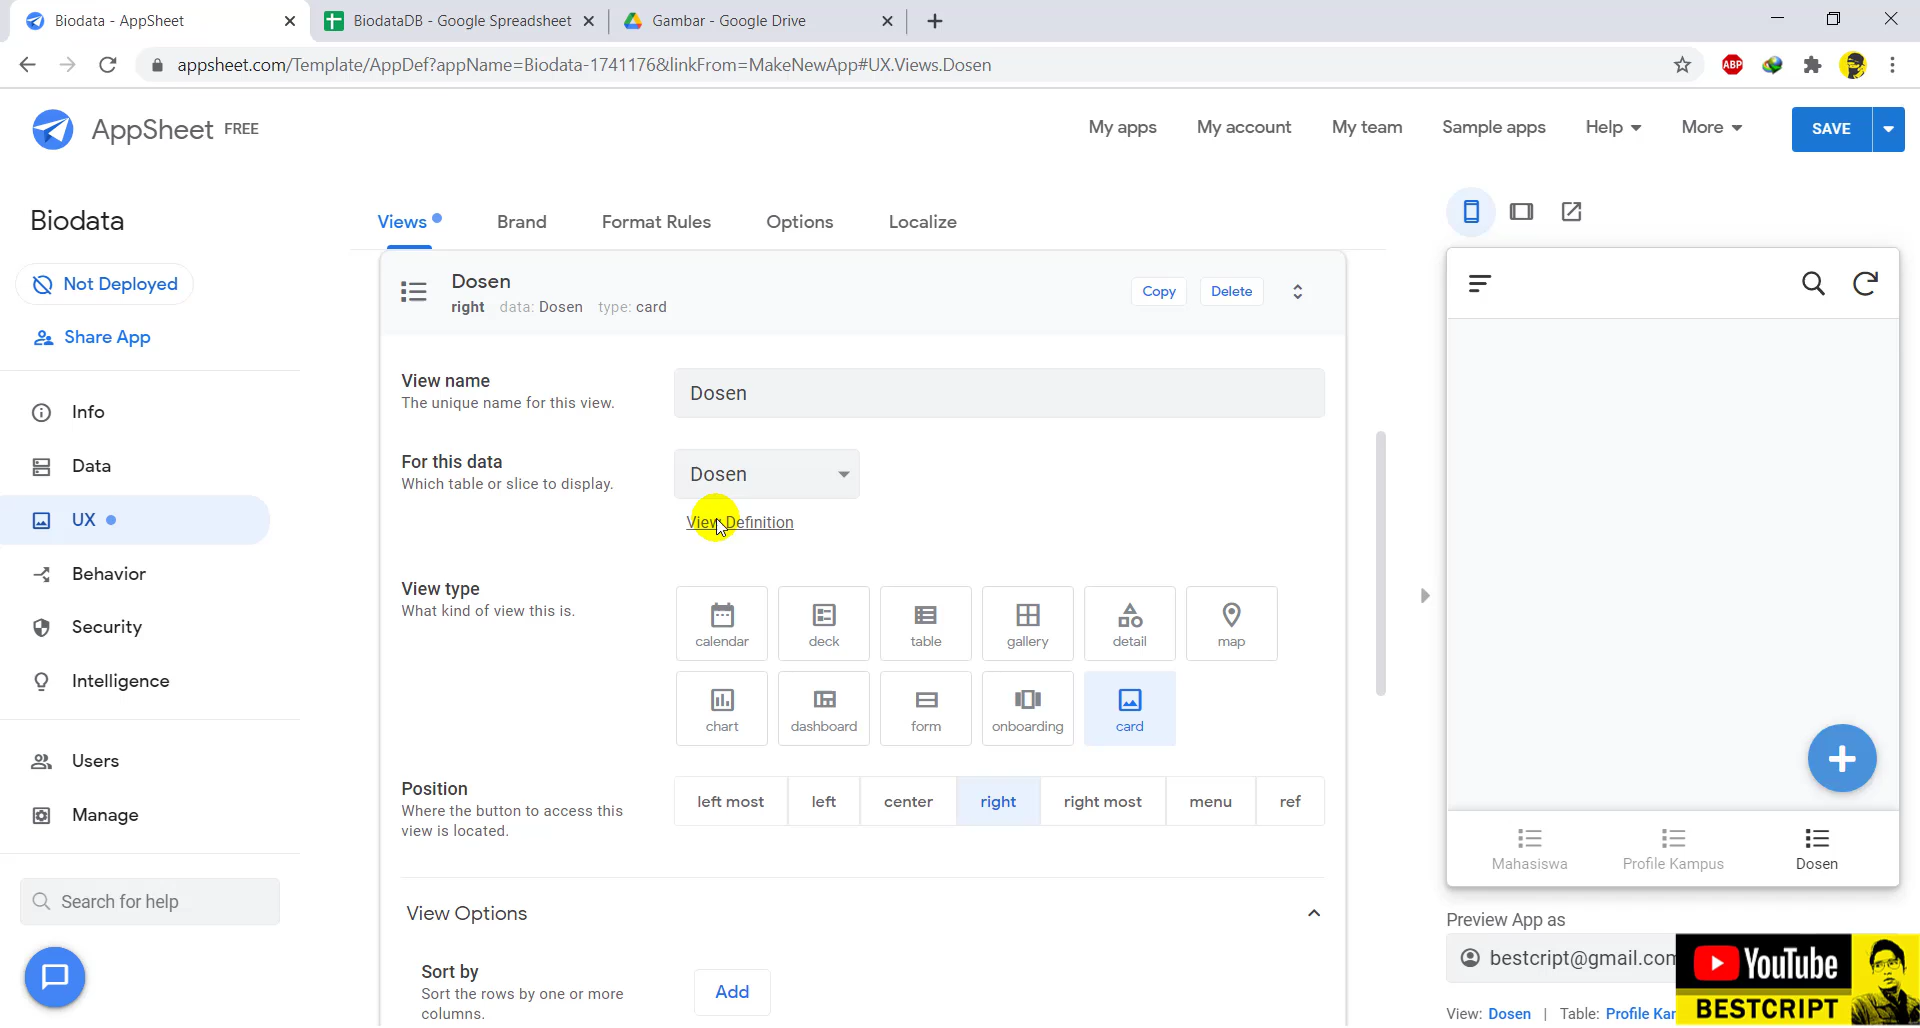 Biodata - AppSheet
BiodataDB - Google Spreadsheet
Gambar - Google Drive
appsheet.com/Template/AppDef?appName=Biodata-1741176&linkFrom=MakeNewApp#UX.Views.Dosen
ABP
AppSheet FREE
My apps
My account
My team
Sample apps
Help
More
SAVE
Biodata
Not Deployed
Share App
Info
Data
UX
Behavior
Security
Intelligence
Users
Manage
Search for help
Views
Brand
Format Rules
Options
Localize
Dosen
right data: Dosen type: card
Copy
Delete
View name
The unique name for this view.
Dosen
For this data
Which table or slice to display.
Dosen
View Definition
View type
What kind of view this is.
calendar
deck
table
gallery
detail
map
chart
dashboard
form
onboarding
card
Position
Where the button to access this
view is located.
left most
left
center
right
right most
menu
ref
View Options
Sort by
Sort the rows by one or more
columns.
Add
Mahasiswa
Profile Kampus
Dosen
Preview App as
bestcript@gmail.com
View: Dosen | Table: Profile Kar
YouTube
BESTCRIPT